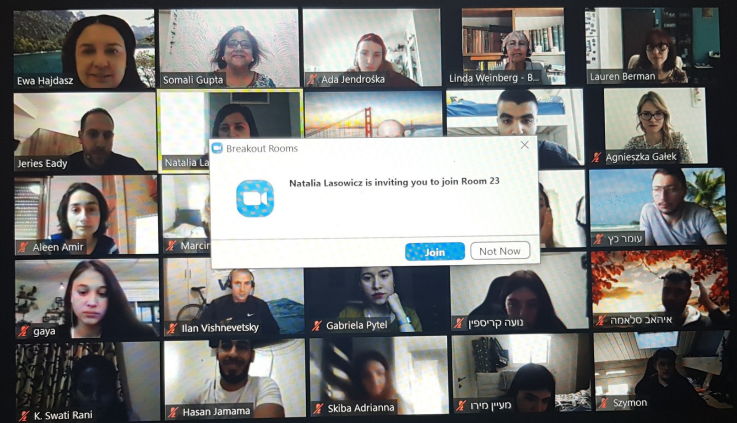 Ewa Hajdasz
Somali Gupta
Ada Jendrośka
Linda Weinberg - B...
Lauren Berman
Jeries Eady
Natalia La
Agnieszka Gałek
Breakout Rooms
Natalia Lasowicz is inviting you to join Room 23
Join
Not Now
Aleen Amir
Marcin
עומר כץ
gaya
Ilan Vishnevetsky
Gabriela Pytel
נועה קריספין
איהאב סלאמה
K. Swati Rani
Hasan Jamama
Skiba Adrianna
מעיין מירו
Szymon